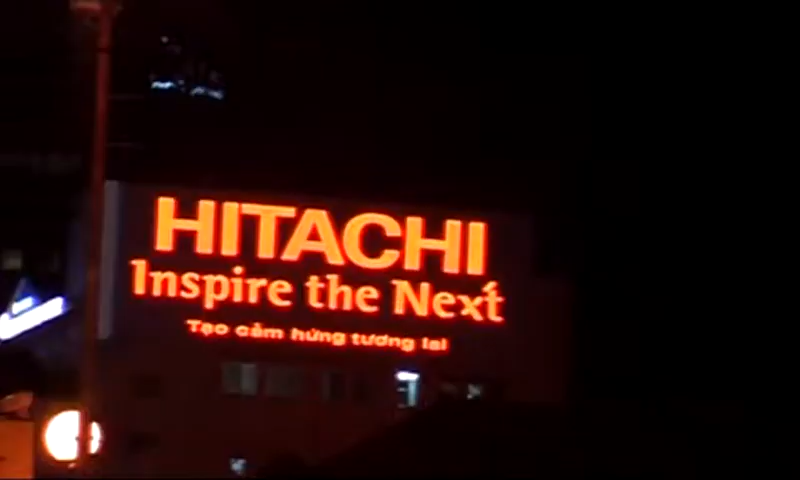 HITACHI
Inspire the Next
Tạo cảm hứng tương lai